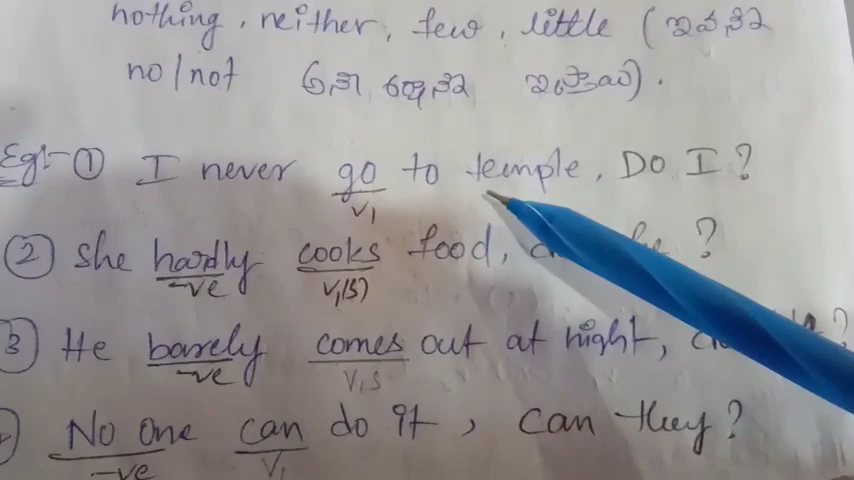 nothing, neither, few, little (ಇವನ್ನು
no/not
Eg:- ① I never go to temple, Do I?
V₁
② She hardly cooks food, ?
-ve V₁(S)
③ He barely comes out at night, ?
-ve V₁S
No one can do it, can they?
-ve V₁